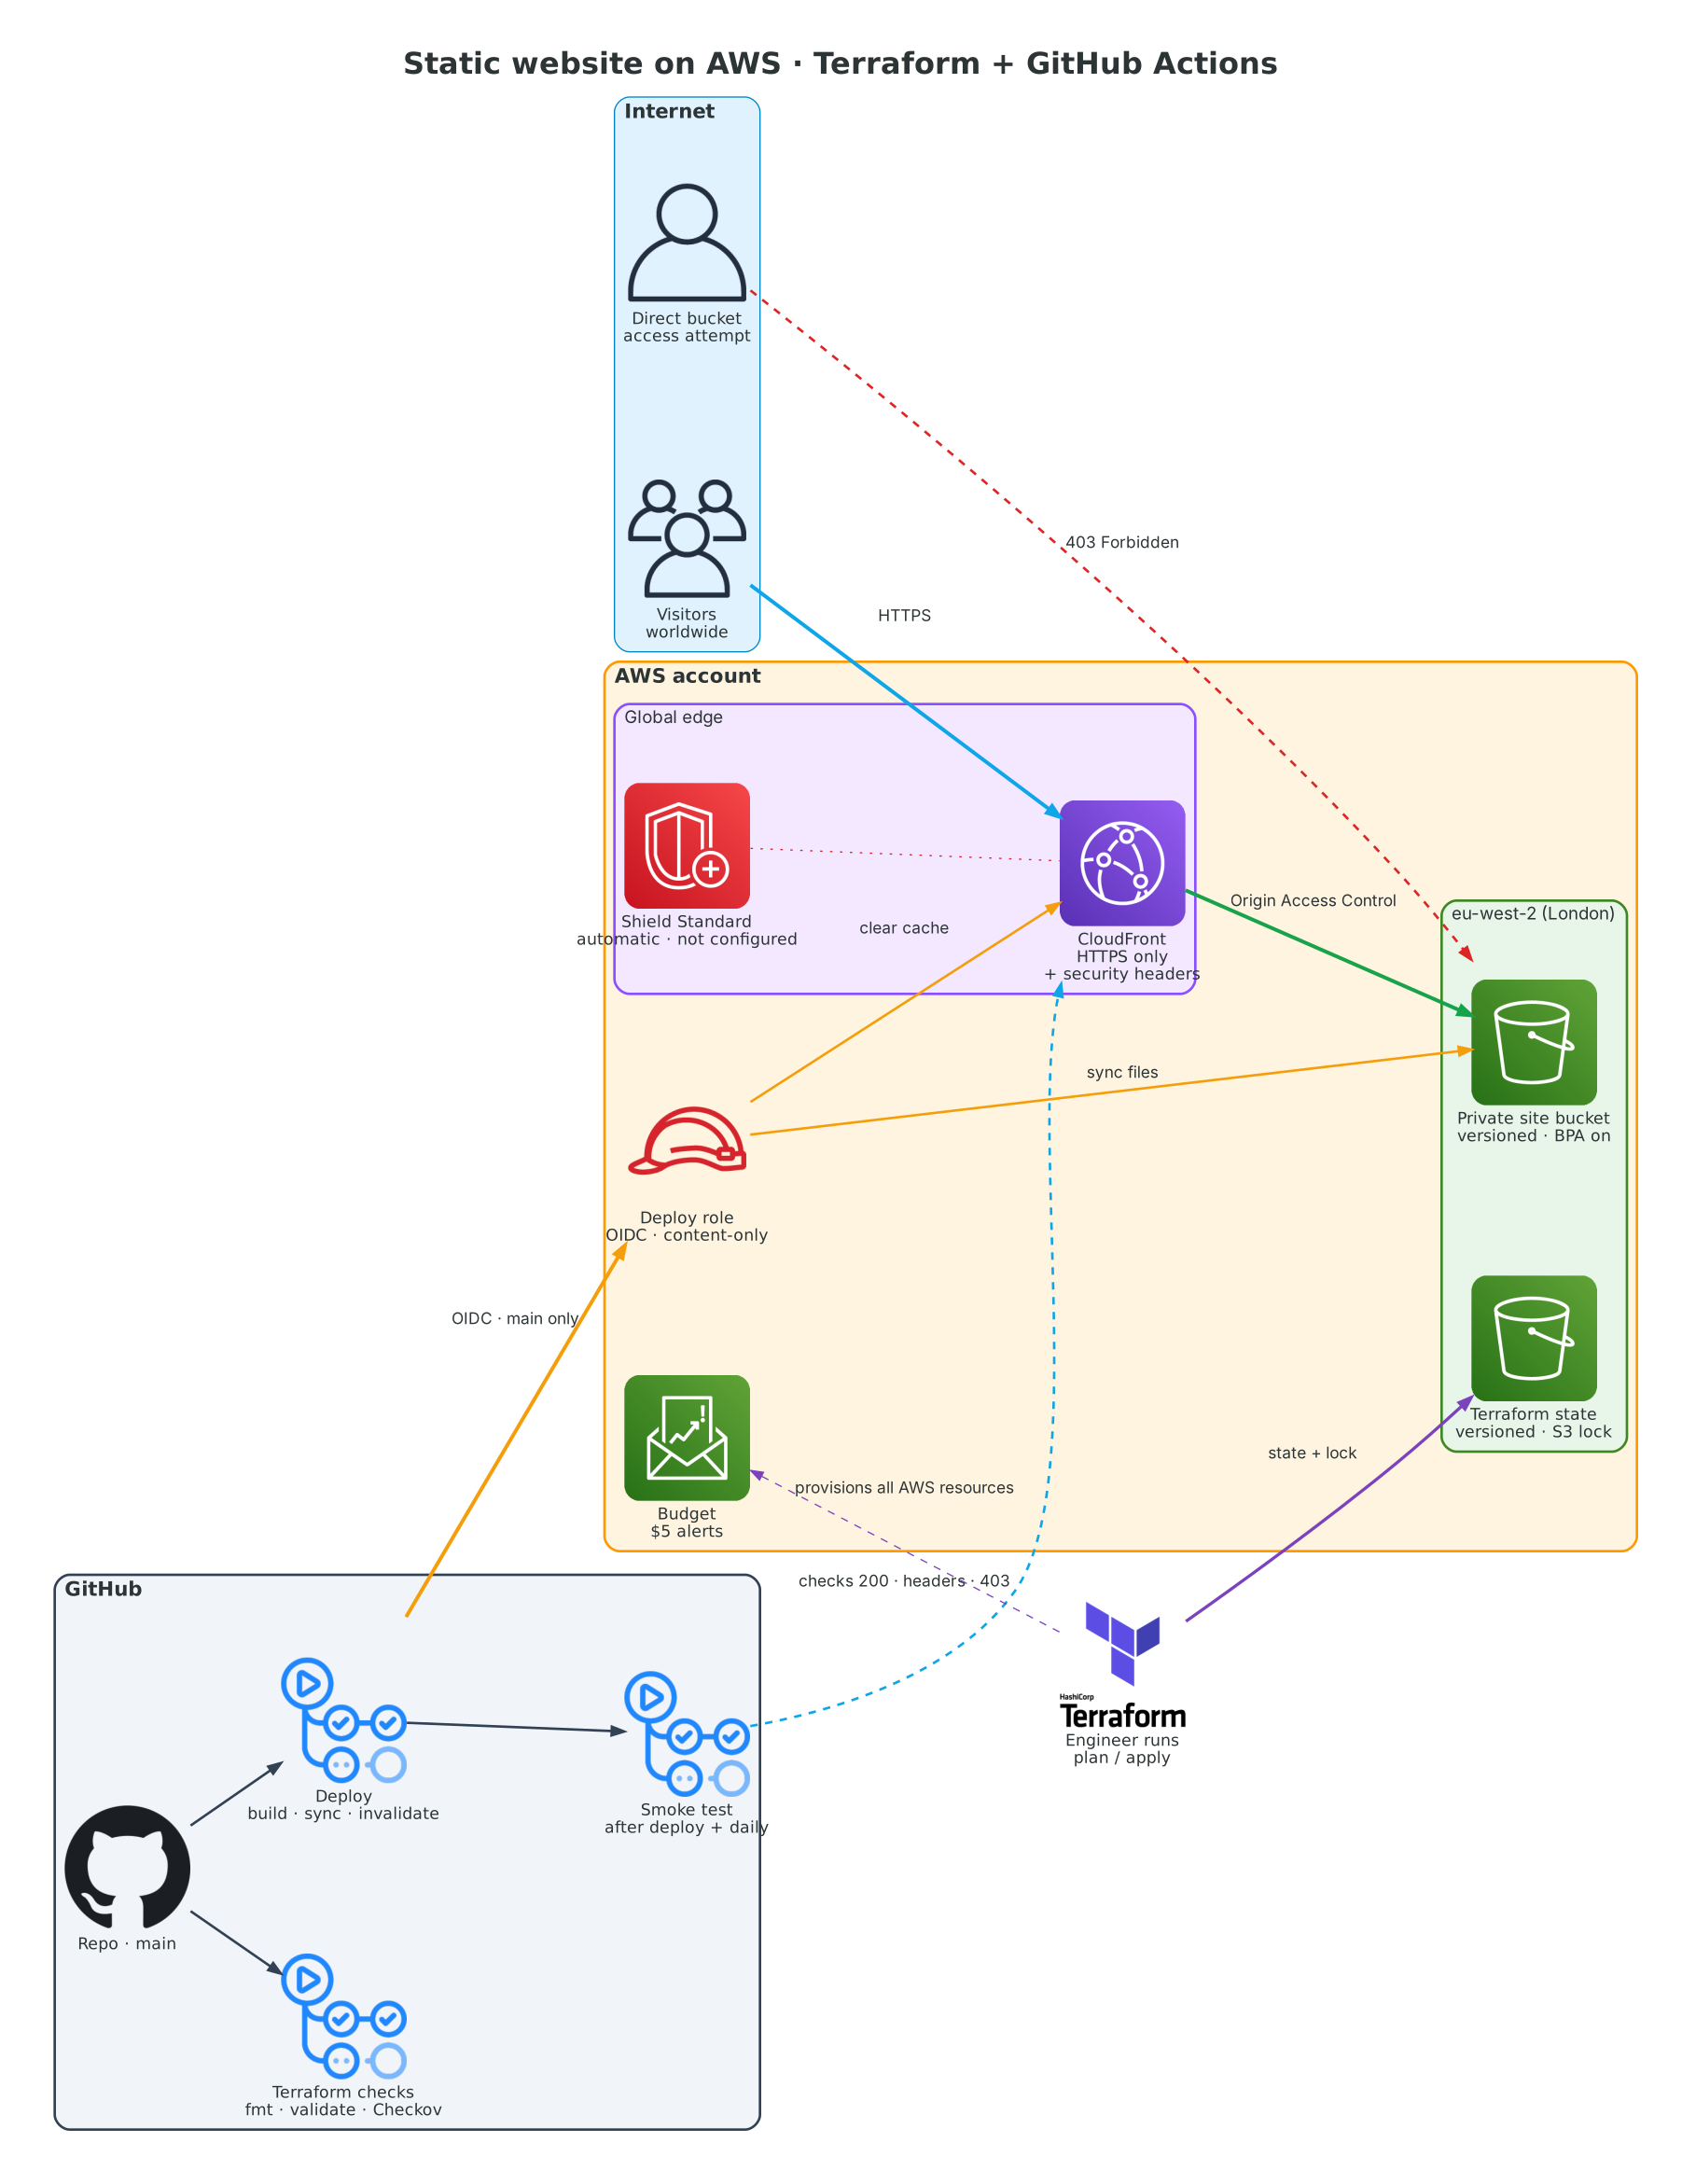 Static website on AWS · Terraform + GitHub Actions
Internet
Direct bucket
access attempt
403 Forbidden
Visitors
worldwide
HTTPS
AWS account
Global edge
Shield Standard
automatic · not configured
clear cache
CloudFront
HTTPS only
+ security headers
Origin Access Control
eu-west-2 (London)
sync files
Private site bucket
versioned · BPA on
Deploy role
OIDC · content-only
OIDC · main only
Terraform state
versioned · S3 lock
state + lock
Budget
$5 alerts
provisions all AWS resources
checks 200 · headers · 403
GitHub
HashiCorp
Terraform
Engineer runs
plan / apply
Deploy
build · sync · invalidate
Smoke test
after deploy + daily
Repo · main
Terraform checks
fmt · validate · Checkov